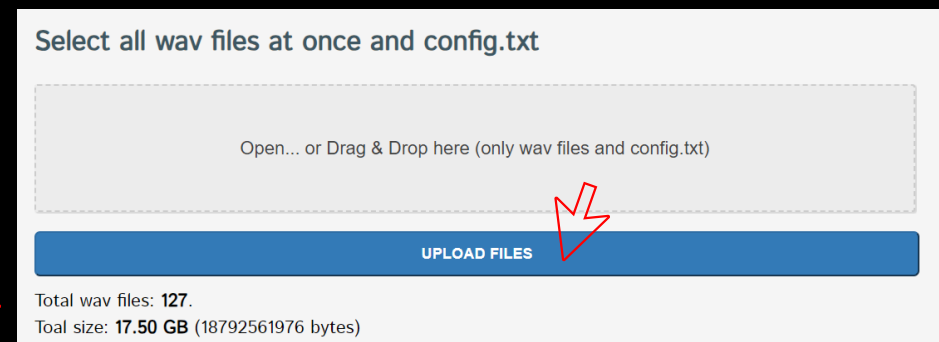 Select all wav files at once and config.txt
Open... or Drag & Drop here (only wav files and config.txt)
UPLOAD FILES
Total wav files: 127.
Toal size: 17.50 GB (18792561976 bytes)